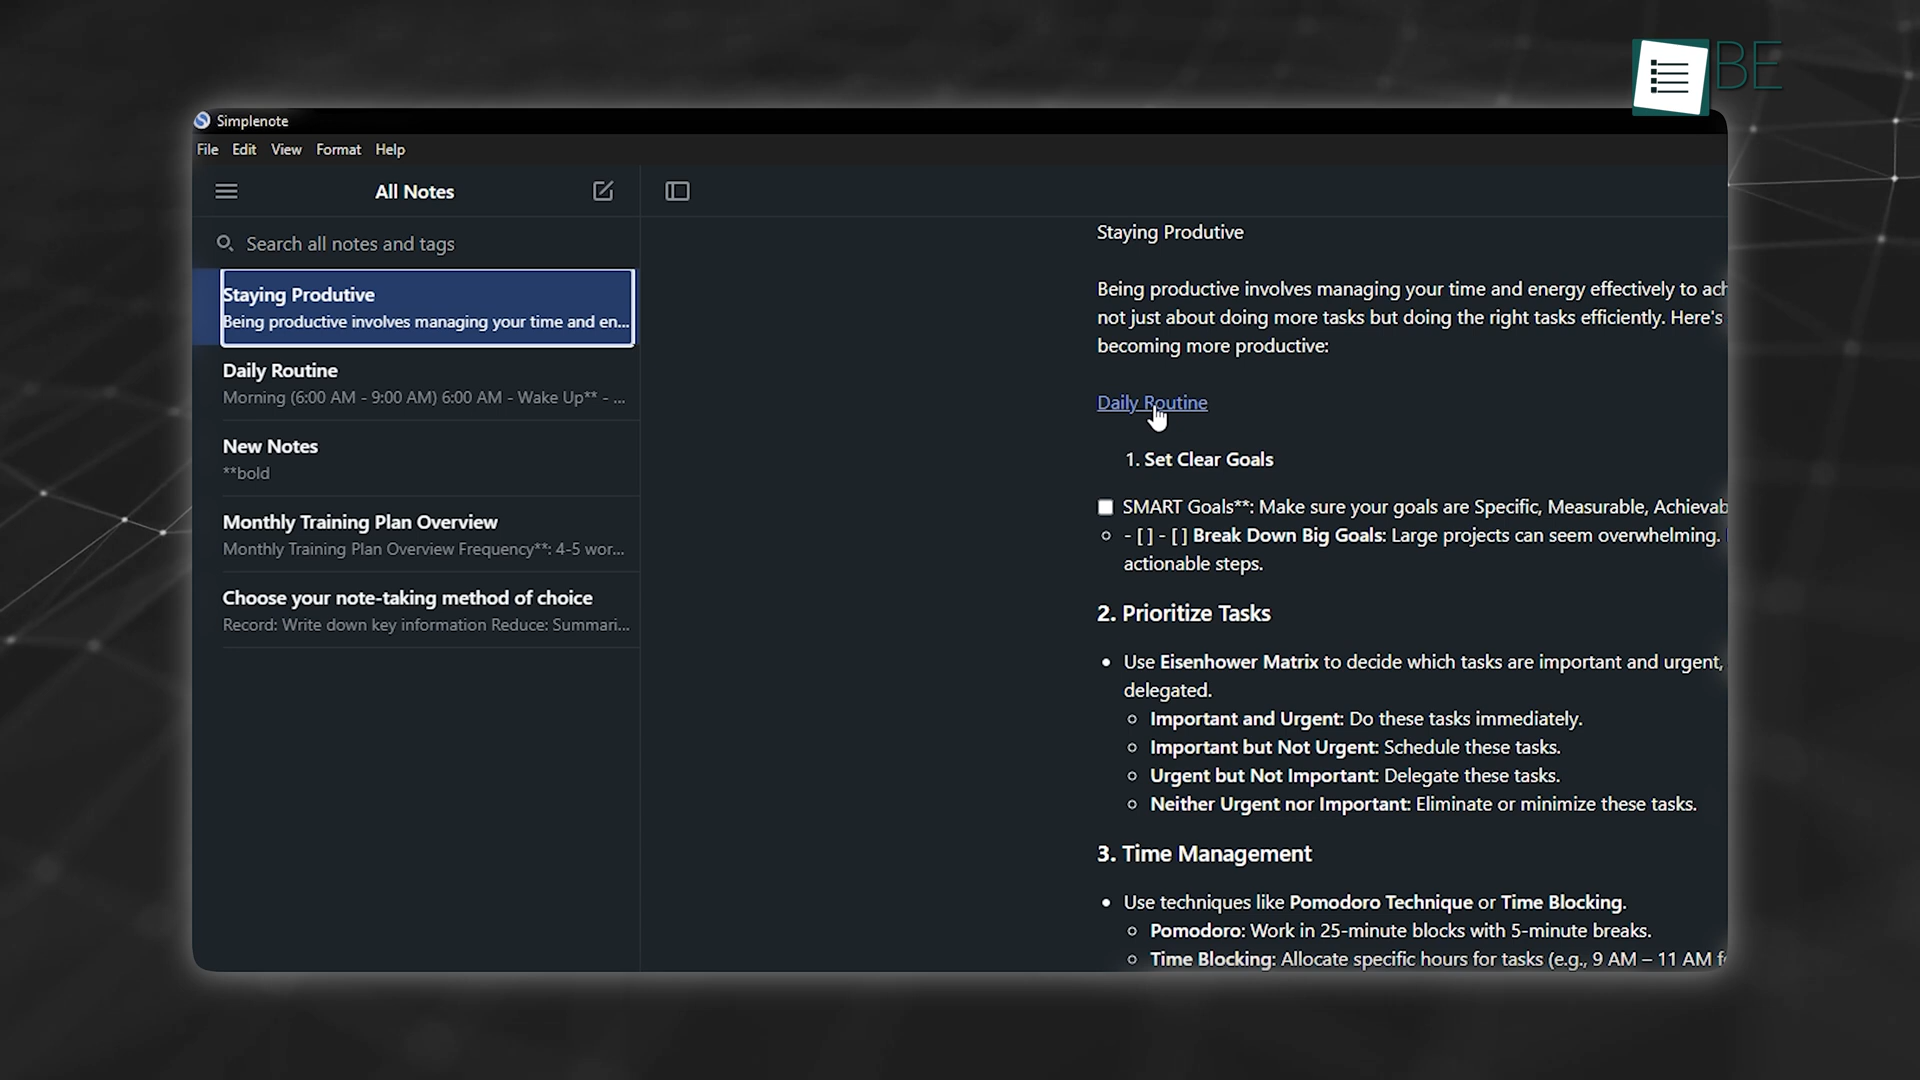 BE
Simplenote
File Edit View Format Help
All Notes
Search all notes and tags
Staying Produtive
Being productive involves managing your time and en...
Daily Routine
Morning (6:00 AM - 9:00 AM) 6:00 AM - Wake Up** - ...
New Notes
**bold
Monthly Training Plan Overview
Monthly Training Plan Overview Frequency**: 4-5 wor...
Choose your note-taking method of choice
Record: Write down key information Reduce: Summari...
Staying Produtive
Being productive involves managing your time and energy effectively to ach
not just about doing more tasks but doing the right tasks efficiently. Here's
becoming more productive:
Daily Routine
1. Set Clear Goals
SMART Goals**: Make sure your goals are Specific, Measurable, Achievab
- [ ] - [ ] Break Down Big Goals: Large projects can seem overwhelming.
actionable steps.
2. Prioritize Tasks
Use Eisenhower Matrix to decide which tasks are important and urgent,
delegated.
Important and Urgent: Do these tasks immediately.
Important but Not Urgent: Schedule these tasks.
Urgent but Not Important: Delegate these tasks.
Neither Urgent nor Important: Eliminate or minimize these tasks.
3. Time Management
Use techniques like Pomodoro Technique or Time Blocking.
Pomodoro: Work in 25-minute blocks with 5-minute breaks.
Time Blocking: Allocate specific hours for tasks (e.g., 9 AM – 11 AM f